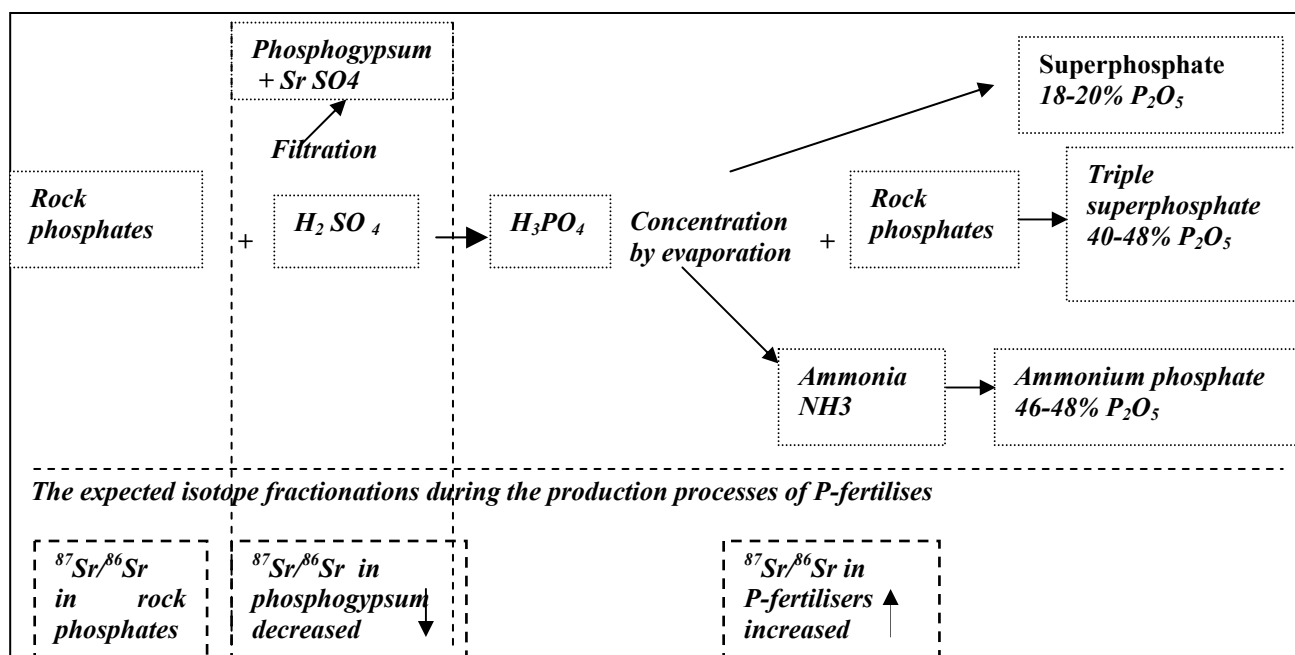 Phosphogypsum
+ Sr SO4
Filtration
Rock
phosphates
+
H₂ SO ₄
H₃PO₄
Concentration
by evaporation
+
Rock
phosphates
Superphosphate
18-20% P₂O₅
Triple
superphosphate
40-48% P₂O₅
Ammonia
NH3
Ammonium phosphate
46-48% P₂O₅
The expected isotope fractionations during the production processes of P-fertilises
⁸⁷Sr/⁸⁶Sr
in rock
phosphates
⁸⁷Sr/⁸⁶Sr in
phosphogypsum
decreased
⁸⁷Sr/⁸⁶Sr in
P-fertilisers
increased